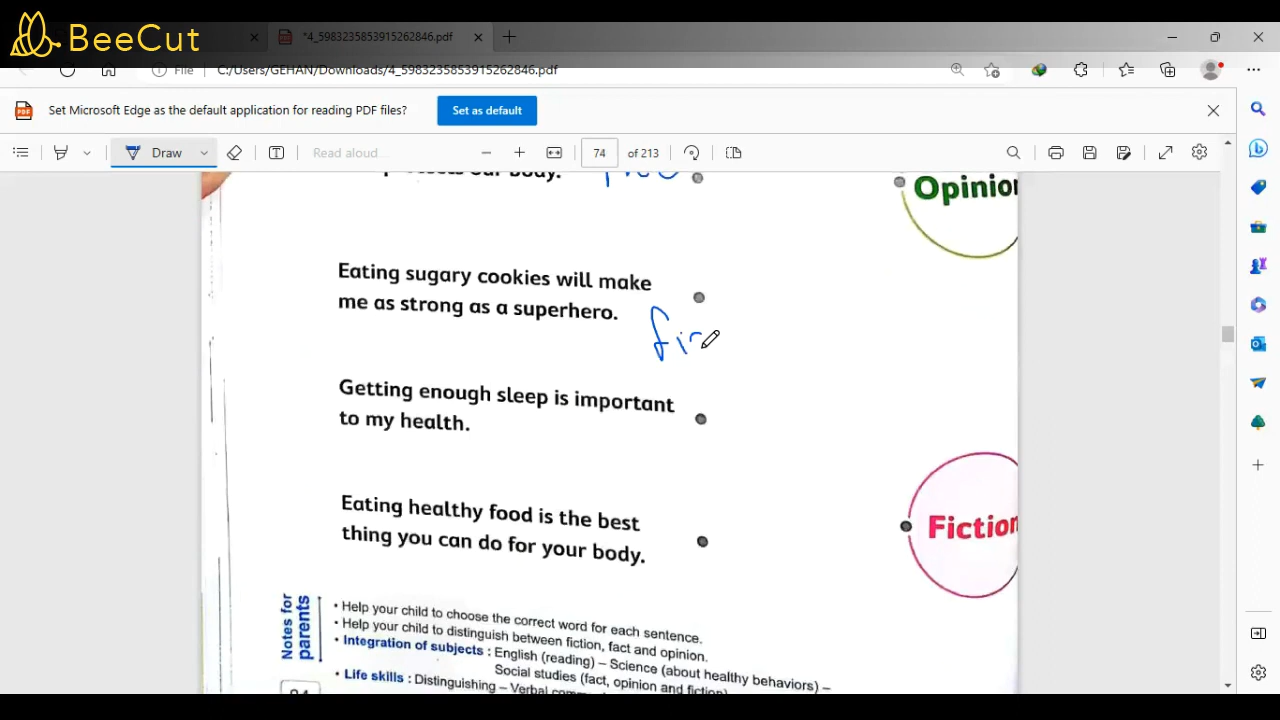 BeeCut
*4_5983235853915262846.pdf
File
C:/Users/GEHAN/Downloads/4_5983235853915262846.pdf
Set Microsoft Edge as the default application for reading PDF files?
Set as default
Draw
Read aloud
74
of 213
our body.
Opinion
Eating sugary cookies will make
me as strong as a superhero.
Getting enough sleep is important
to my health.
Eating healthy food is the best
thing you can do for your body.
Fiction
Notes for
parents
• Help your child to choose the correct word for each sentence.
• Help your child to distinguish between fiction, fact and opinion.
• Integration of subjects : English (reading) – Science (about healthy behaviors) –
Social studies (fact, opinion and fiction)
• Life skills : Distinguishing – Verbal